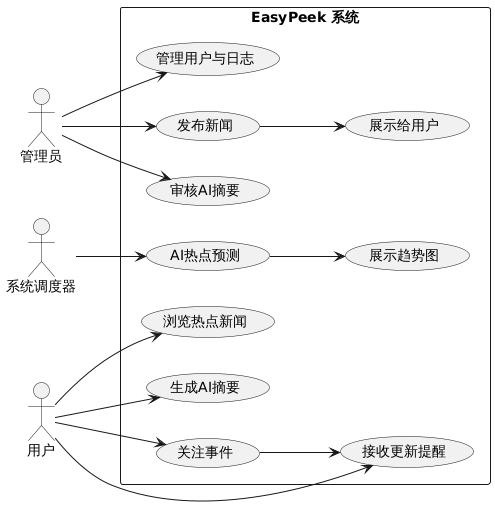 EasyPeek 系统
管理用户与日志
管理员
发布新闻
展示给用户
审核AI摘要
系统调度器
AI热点预测
展示趋势图
浏览热点新闻
生成AI摘要
用户
关注事件
接收更新提醒